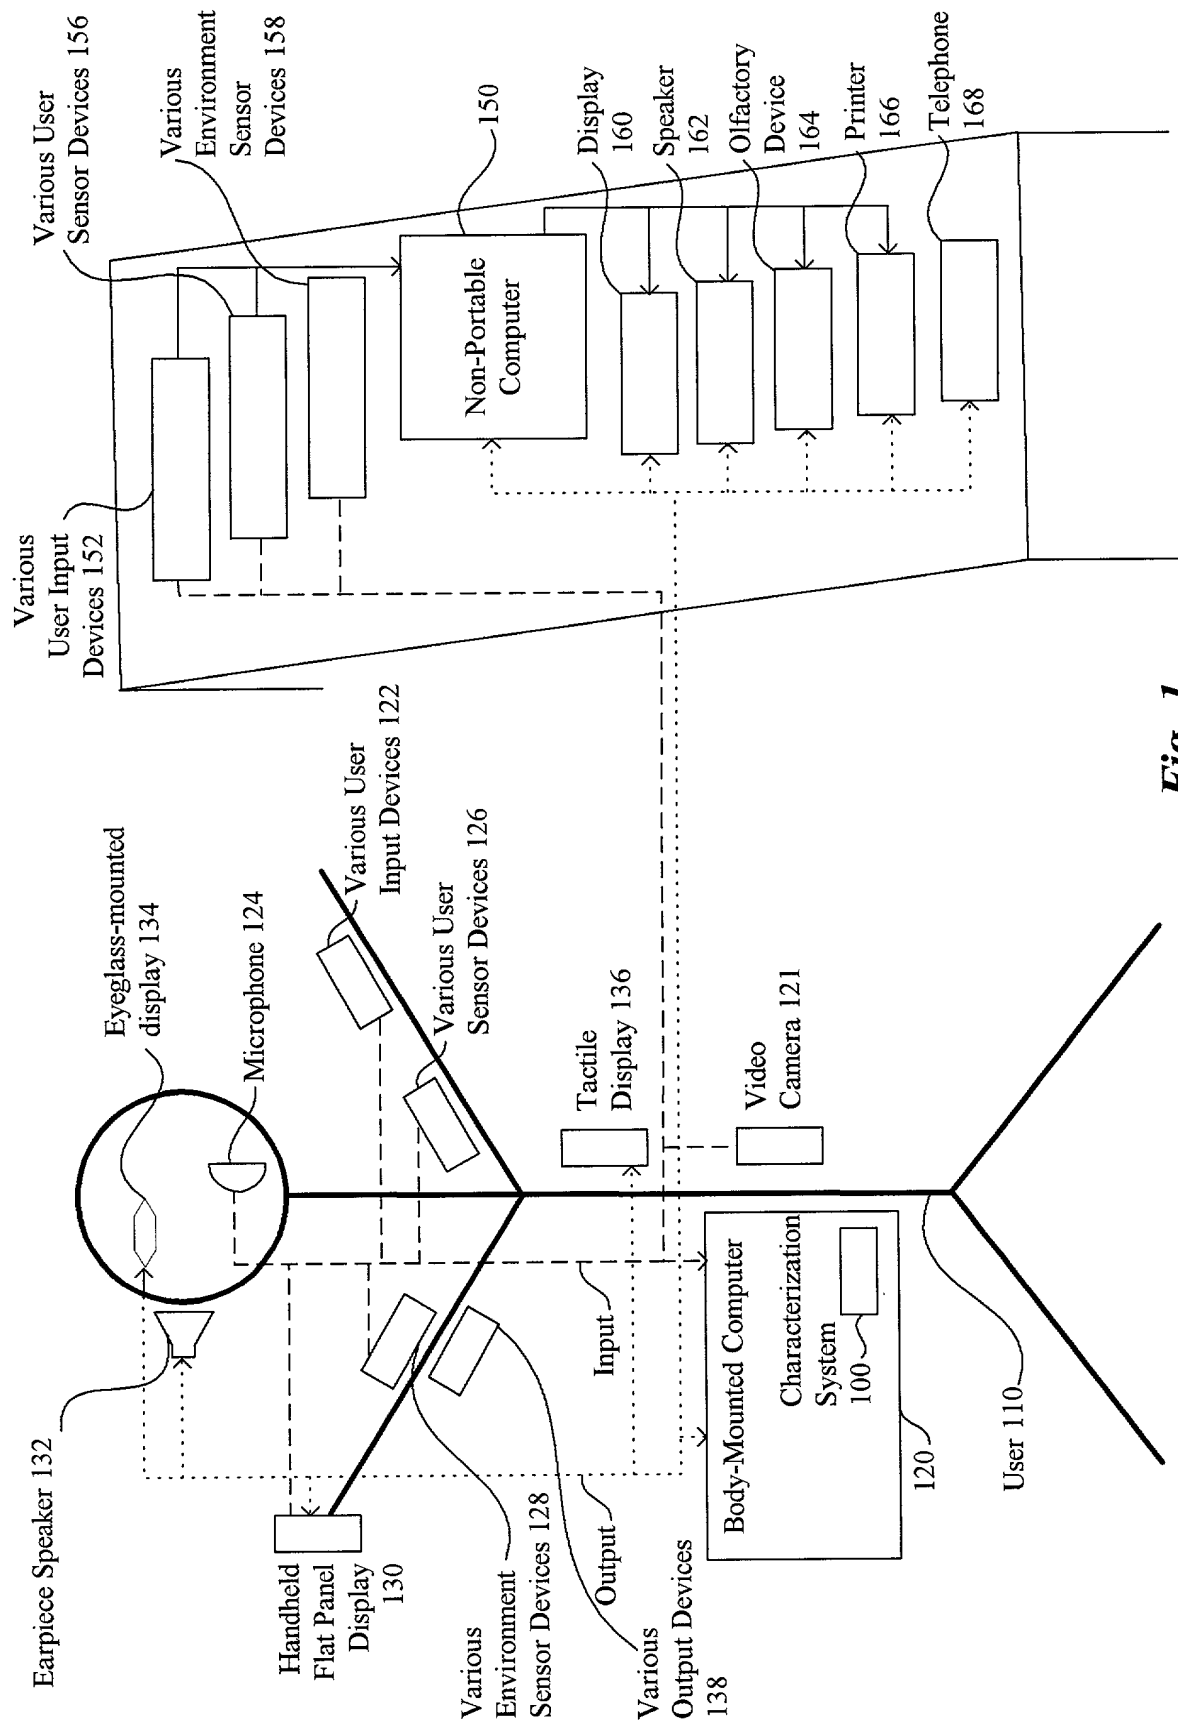 Earpiece Speaker 132
Eyeglass-mounted
display 134
Microphone 124
Handheld
Flat Panel
Display
130
Various User
Input Devices 122
Various User
Sensor Devices 126
Various
Environment
Sensor Devices 128
Various
Output Devices
138
Output
Input
Tactile
Display 136
Video
Camera 121
Body-Mounted Computer
Characterization
System
100
120
User 110
Various
User Input
Devices 152
Various User
Sensor Devices 156
Various
Environment
Sensor
Devices 158
Non-Portable
Computer
150
Display
160
Speaker
162
Olfactory
Device
164
Printer
166
Telephone
168
Fig. 1